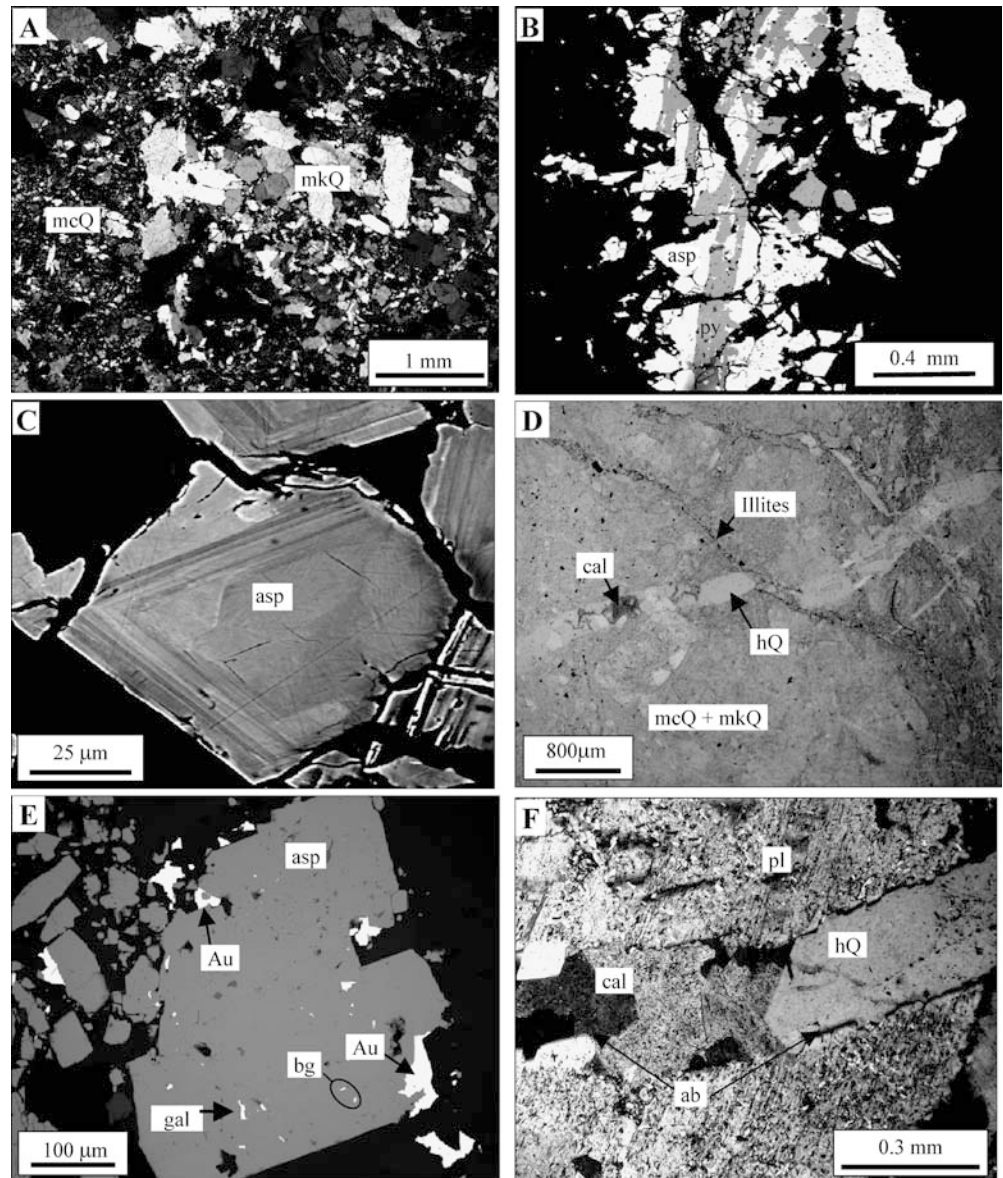 A
mkQ
mcQ
1 mm
B
asp
py
0.4 mm
C
asp
25 μm
D
Illites
cal
hQ
mcQ + mkQ
800μm
E
asp
Au
Au
bg
gal
100 μm
F
pl
hQ
cal
ab
0.3 mm